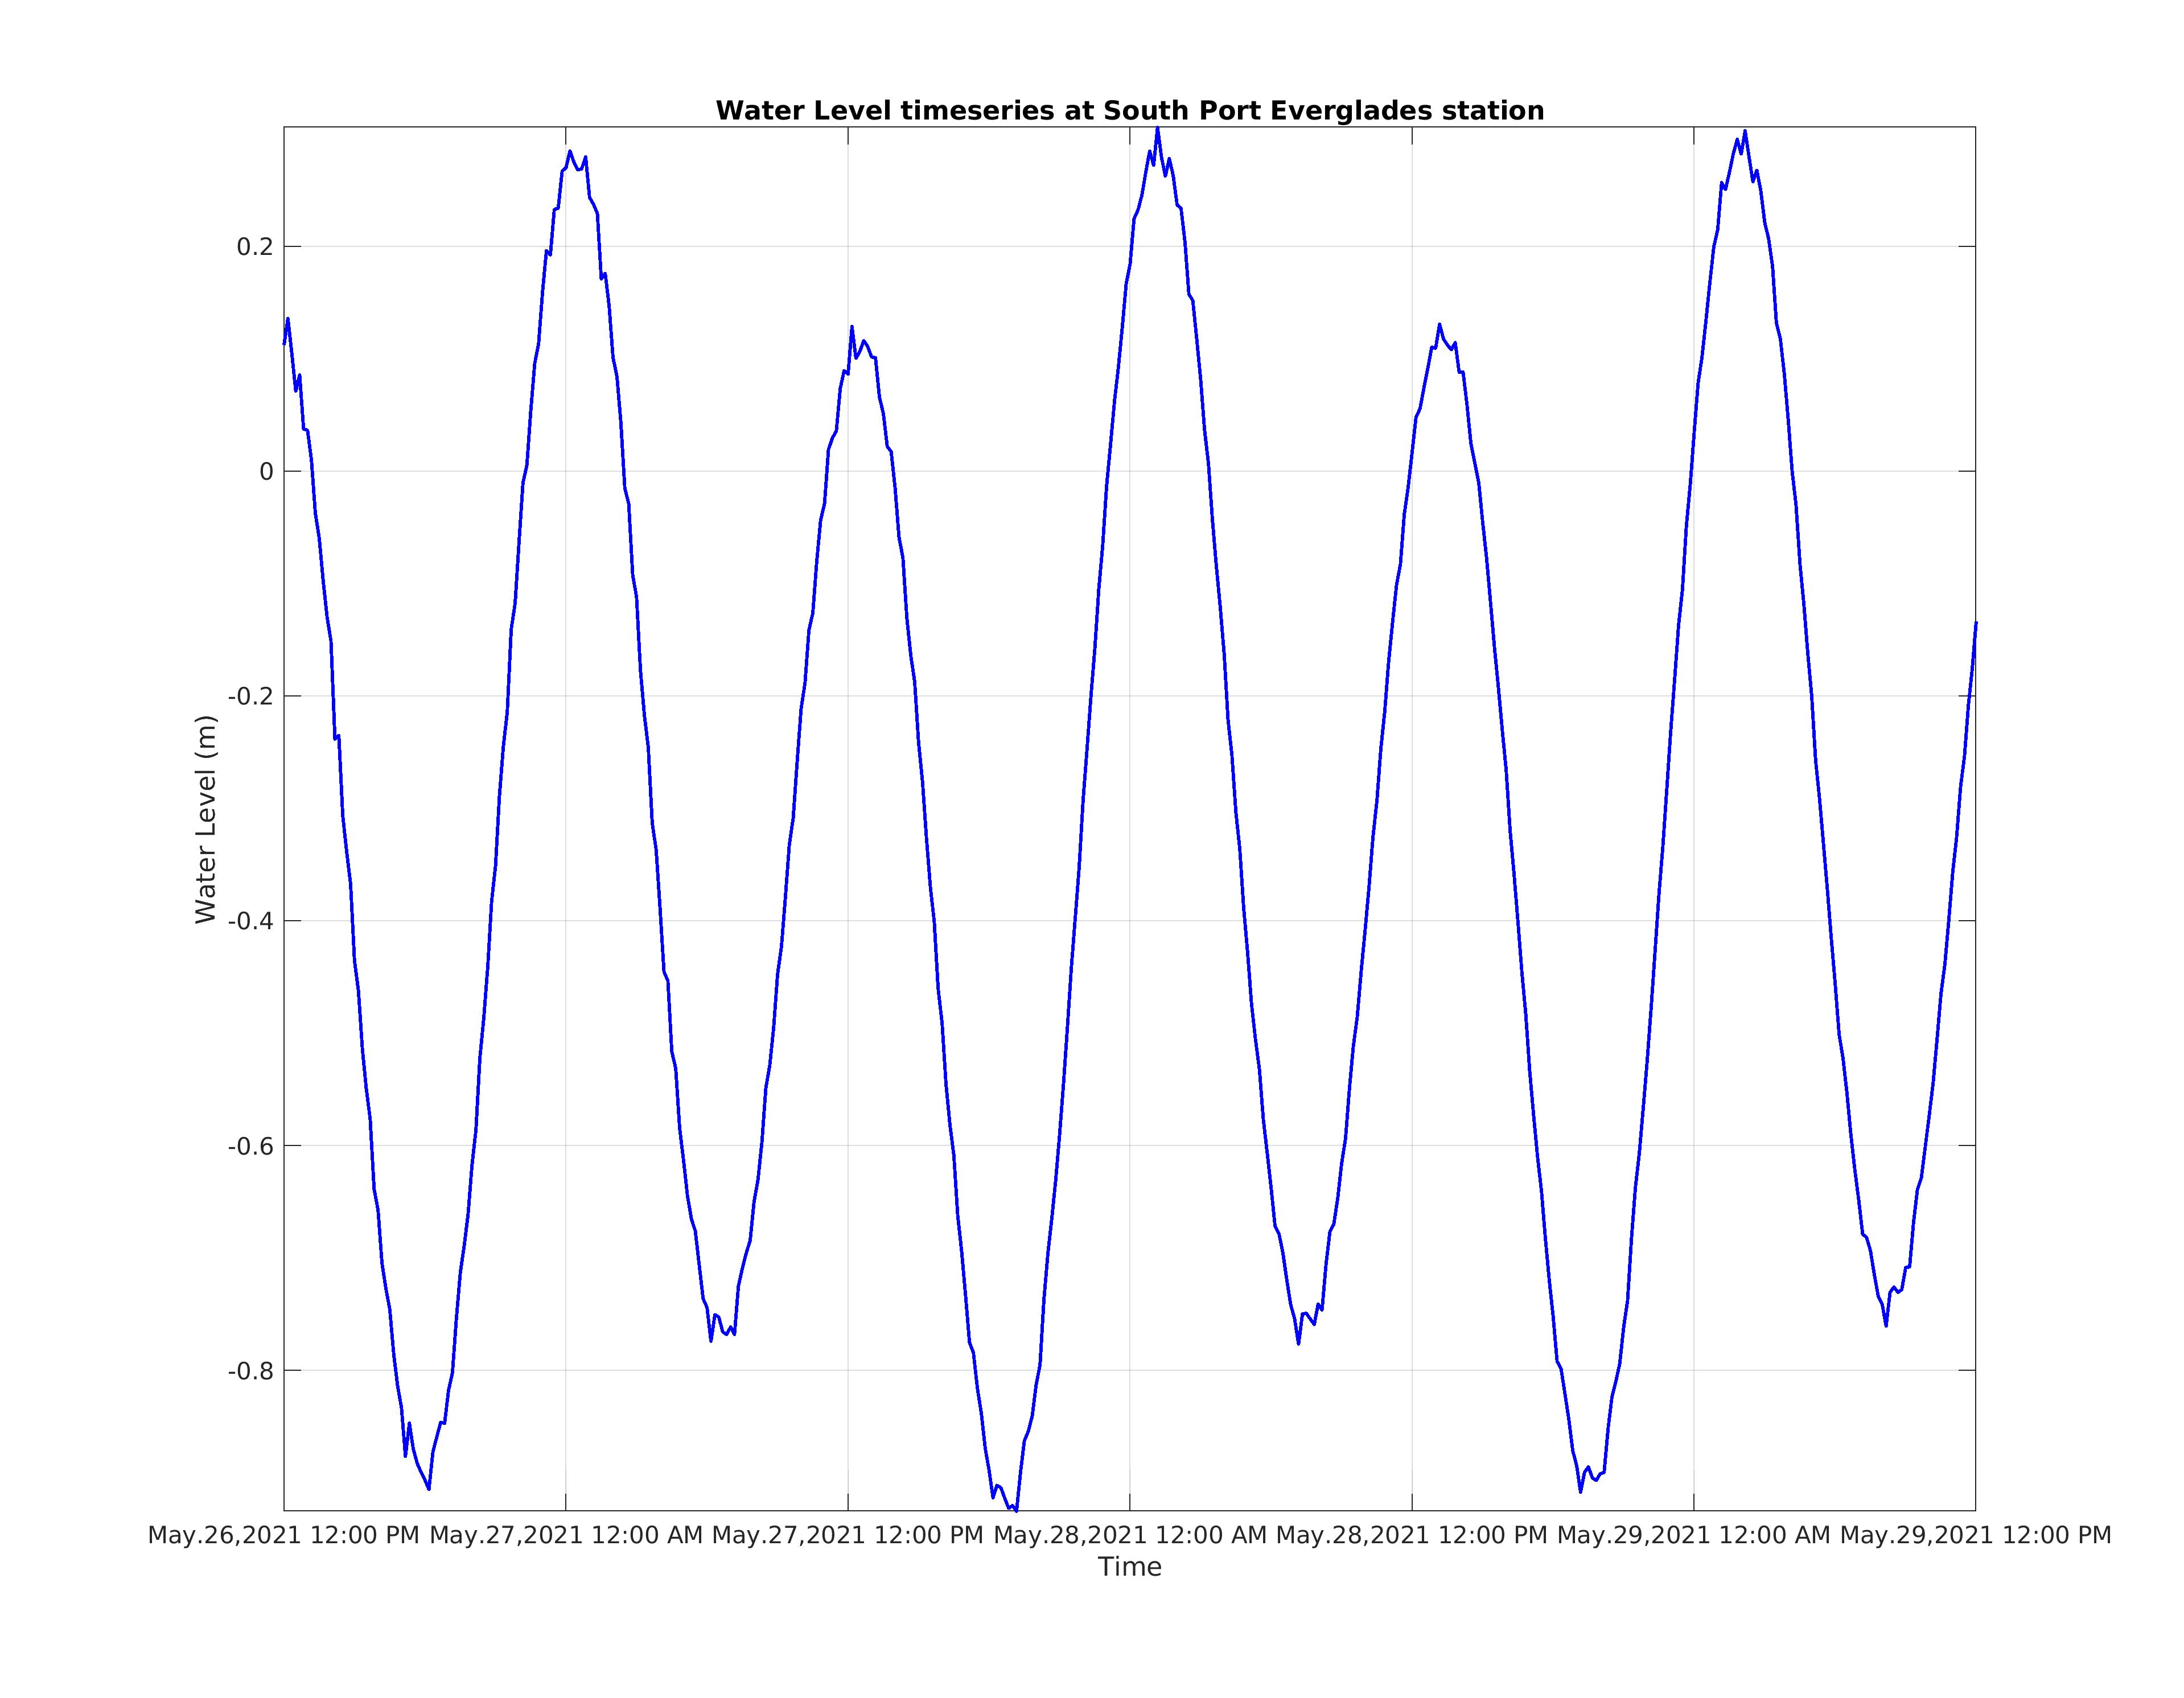 Water Level timeseries at South Port Everglades station
Water Level (m)
0.2
0
-0.2
-0.4
-0.6
-0.8
May.26,2021 12:00 PM May.27,2021 12:00 AM May.27,2021 12:00 PM May.28,2021 12:00 AM May.28,2021 12:00 PM May.29,2021 12:00 AM May.29,2021 12:00 PM
Time